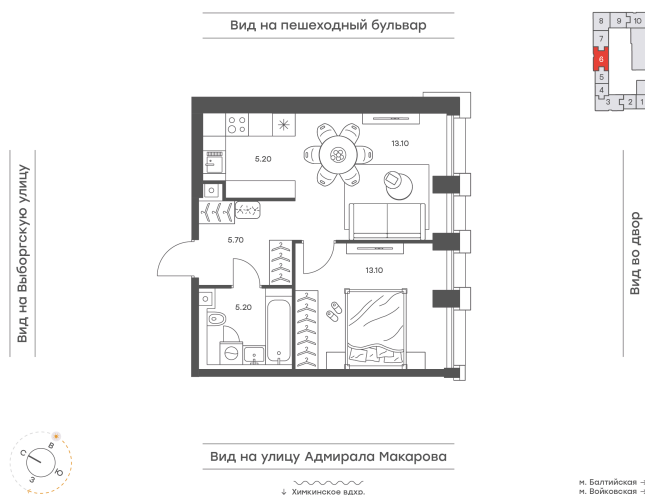 Вид на пешеходный бульвар
8 9 10
7
6
5
4
3 2 1
Вид на Выборгскую улицу
5.20
13.10
5.70
13.10
5.20
Вид во двор
Вид на улицу Адмирала Макарова
↓ Химкинское вдхр.
С В Ю З
м. Балтийская →
м. Войковская →